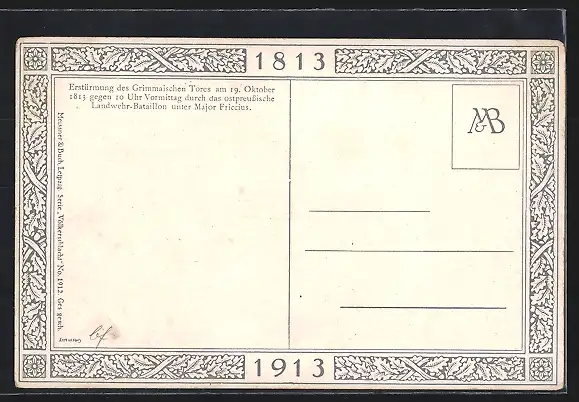 1813
Erstürmung des Grimmaischen Tores am 19. Oktober
1813 gegen 10 Uhr Vormittag durch das ostpreußische
Landwehr-Bataillon unter Major Friccius.
M&B
Meissner & Buch, Leipzig. Serie „Völkerschlacht“ No. 1912. Ges. gesch.
1913